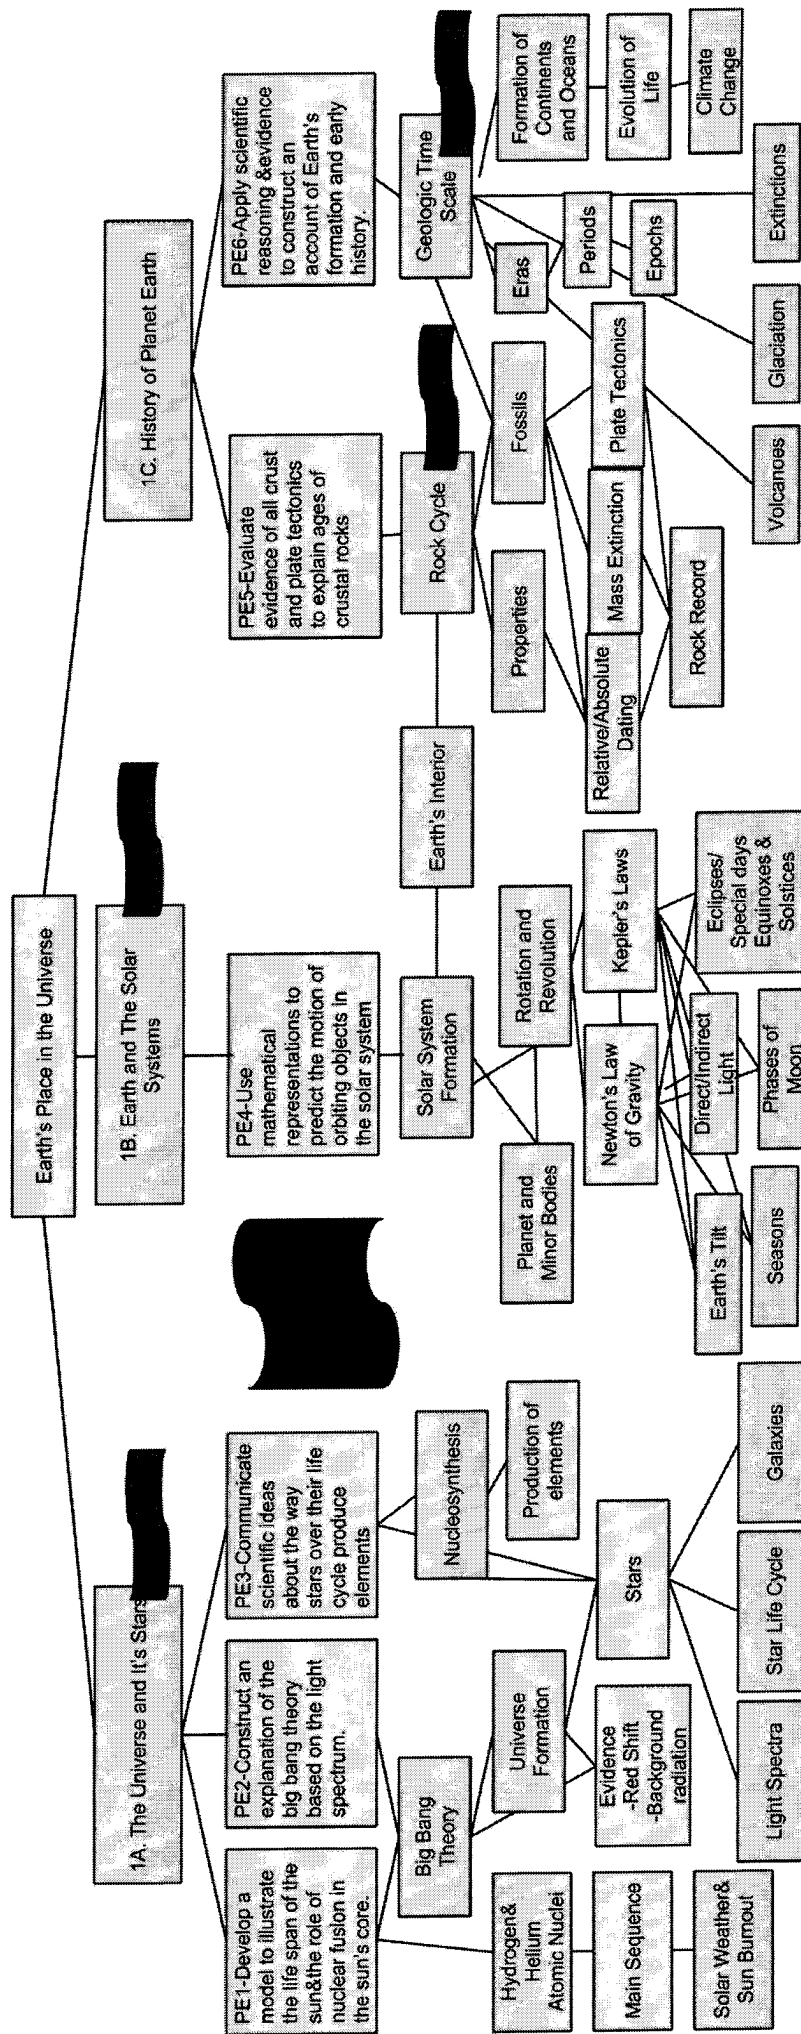 Earth's Place in the Universe
1A. The Universe and It's Stars
1B. Earth and The Solar
Systems
1C. History of Planet Earth
PE1-Develop a
model to illustrate
the life span of the
sun&the role of
nuclear fusion in
the sun's core.
PE2-Construct an
explanation of the
big bang theory
based on the light
spectrum.
PE3-Communicate
scientific ideas
about the way
stars over their life
cycle produce
elements
PE4-Use
mathematical
representations to
predict the motion of
orbiting objects in
the solar system
PE5-Evaluate
evidence of all crust
and plate tectonics
to explain ages of
crustal rocks
PE6-Apply scientific
reasoning &evidence
to construct an
account of Earth's
formation and early
history.
Big Bang
Theory
Nucleosynthesis
Solar System
Formation
Earth's Interior
Rock Cycle
Geologic Time
Scale
Hydrogen&
Helium
Atomic Nuclei
Universe
Formation
Production of
elements
Planet and
Minor Bodies
Rotation and
Revolution
Properties
Fossils
Eras
Periods
Epochs
Formation of
Continents
and Oceans
Evolution of
Life
Climate
Change
Main Sequence
Evidence
-Red Shift
-Background
radiation
Stars
Newton's Law
of Gravity
Kepler's Laws
Relative/Absolute
Dating
Mass Extinction
Plate Tectonics
Solar Weather&
Sun Burnout
Earth's Tilt
Direct/Indirect
Light
Eclipses/
Special days
Equinoxes &
Solstices
Rock Record
Light Spectra
Star Life Cycle
Galaxies
Seasons
Phases of
Moon
Volcanoes
Glaciation
Extinctions